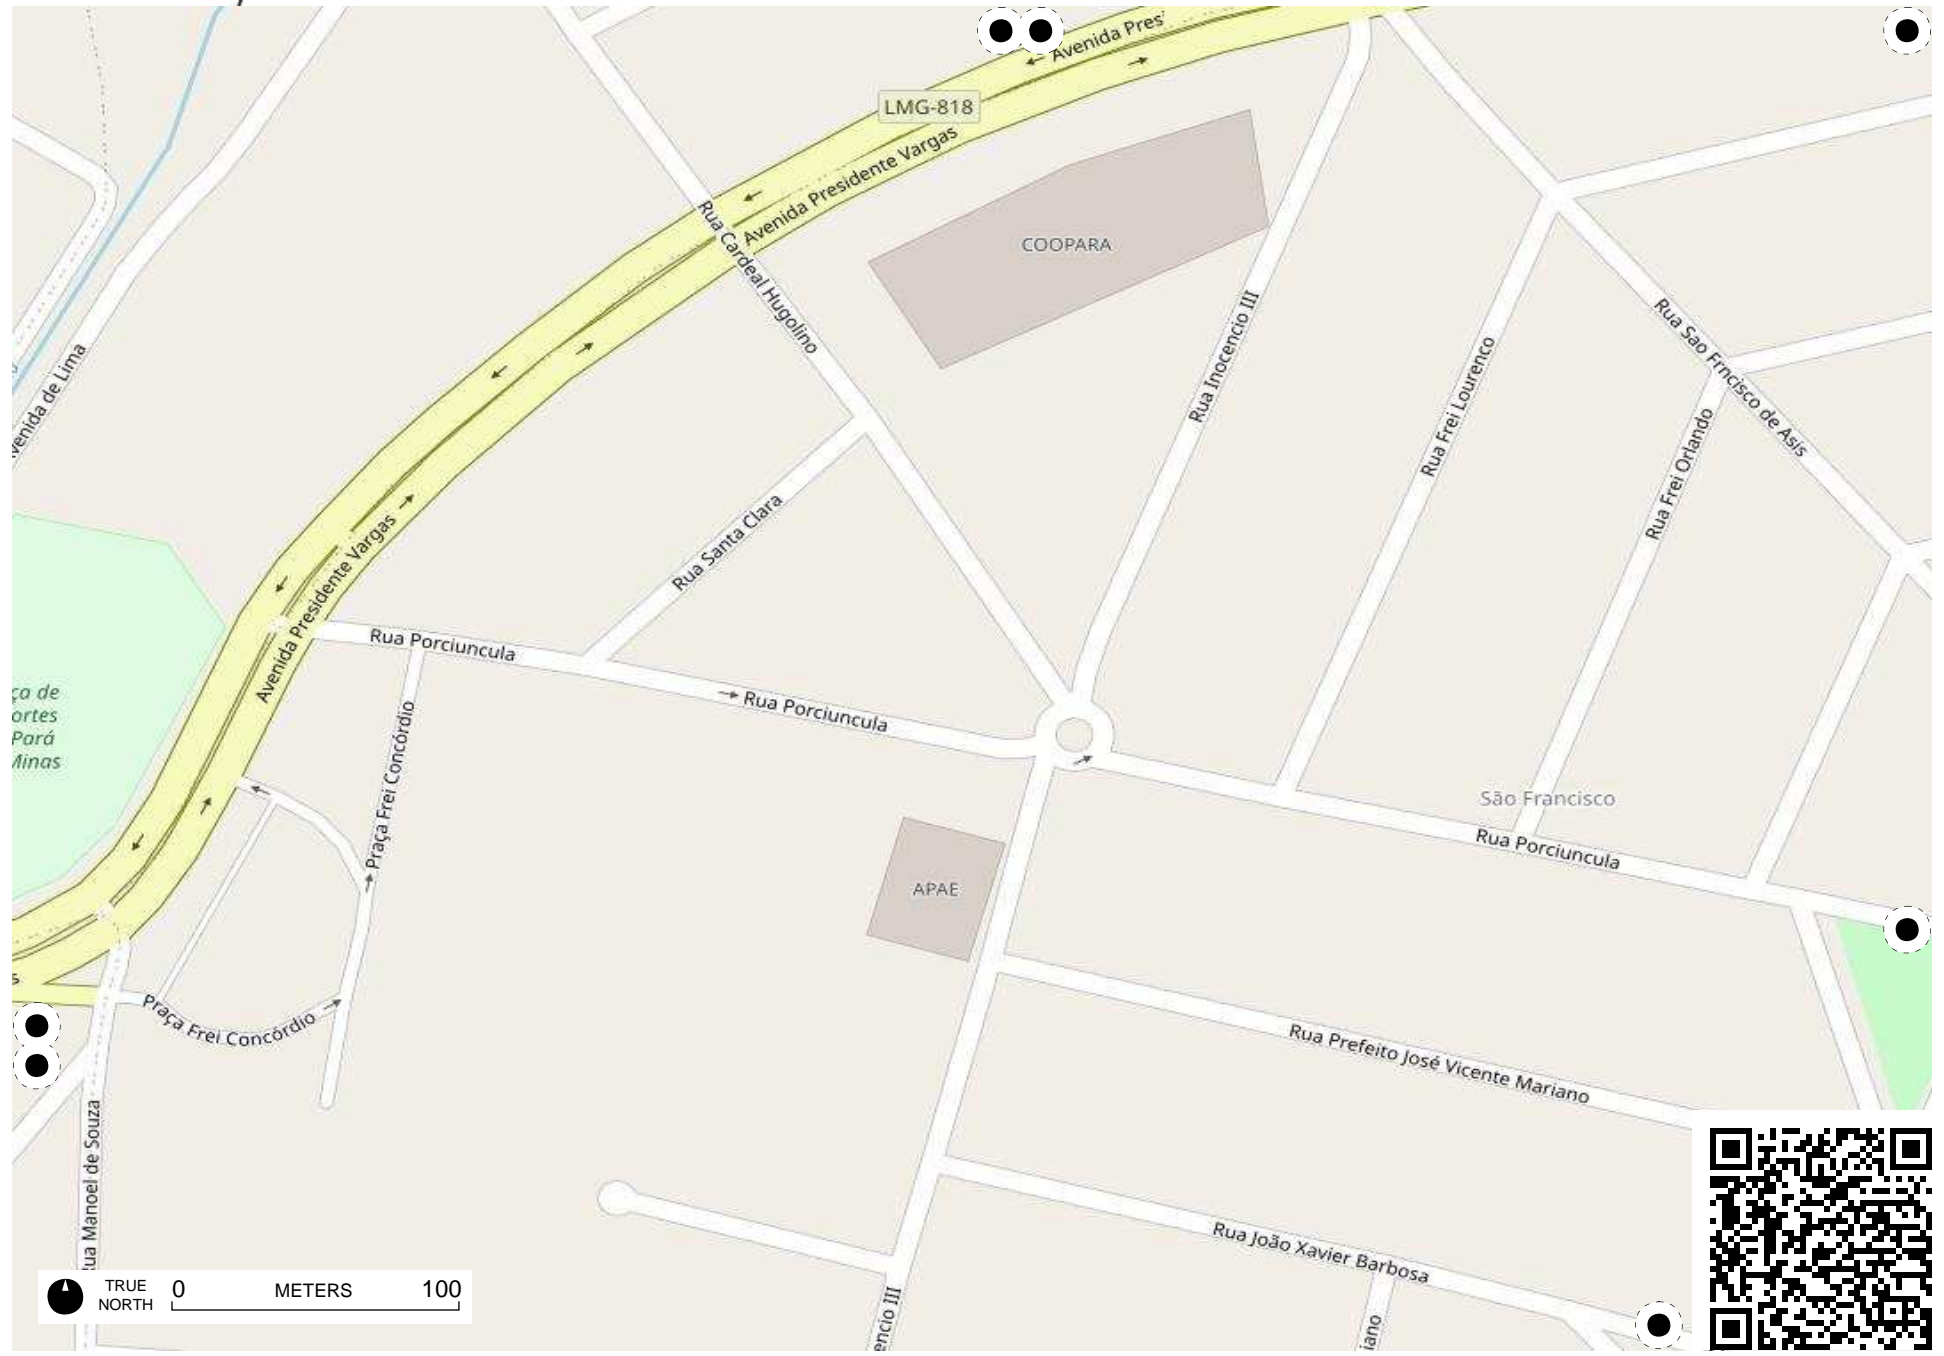 Avenida Pres
LMG-818
Avenida Presidente Vargas
Rua Cardeal Hugolino
COOPARA
Rua Inocencio III
Rua Sao Frncisco de Asis
Rua Frei Lourenco
Rua Frei Orlando
venida de Lima
Rua Santa Clara
Avenida Presidente Vargas
Rua Porciuncula
ça de
ortes
Pará
Minas
Rua Porciuncula
Praça Frei Concórdio
São Francisco
Rua Porciuncula
APAE
s
Praça Frei Concórdio
Rua Prefeito José Vicente Mariano
Rua Manoel de Souza
Rua João Xavier Barbosa
encio III
iano
TRUE
NORTH
0 METERS 100